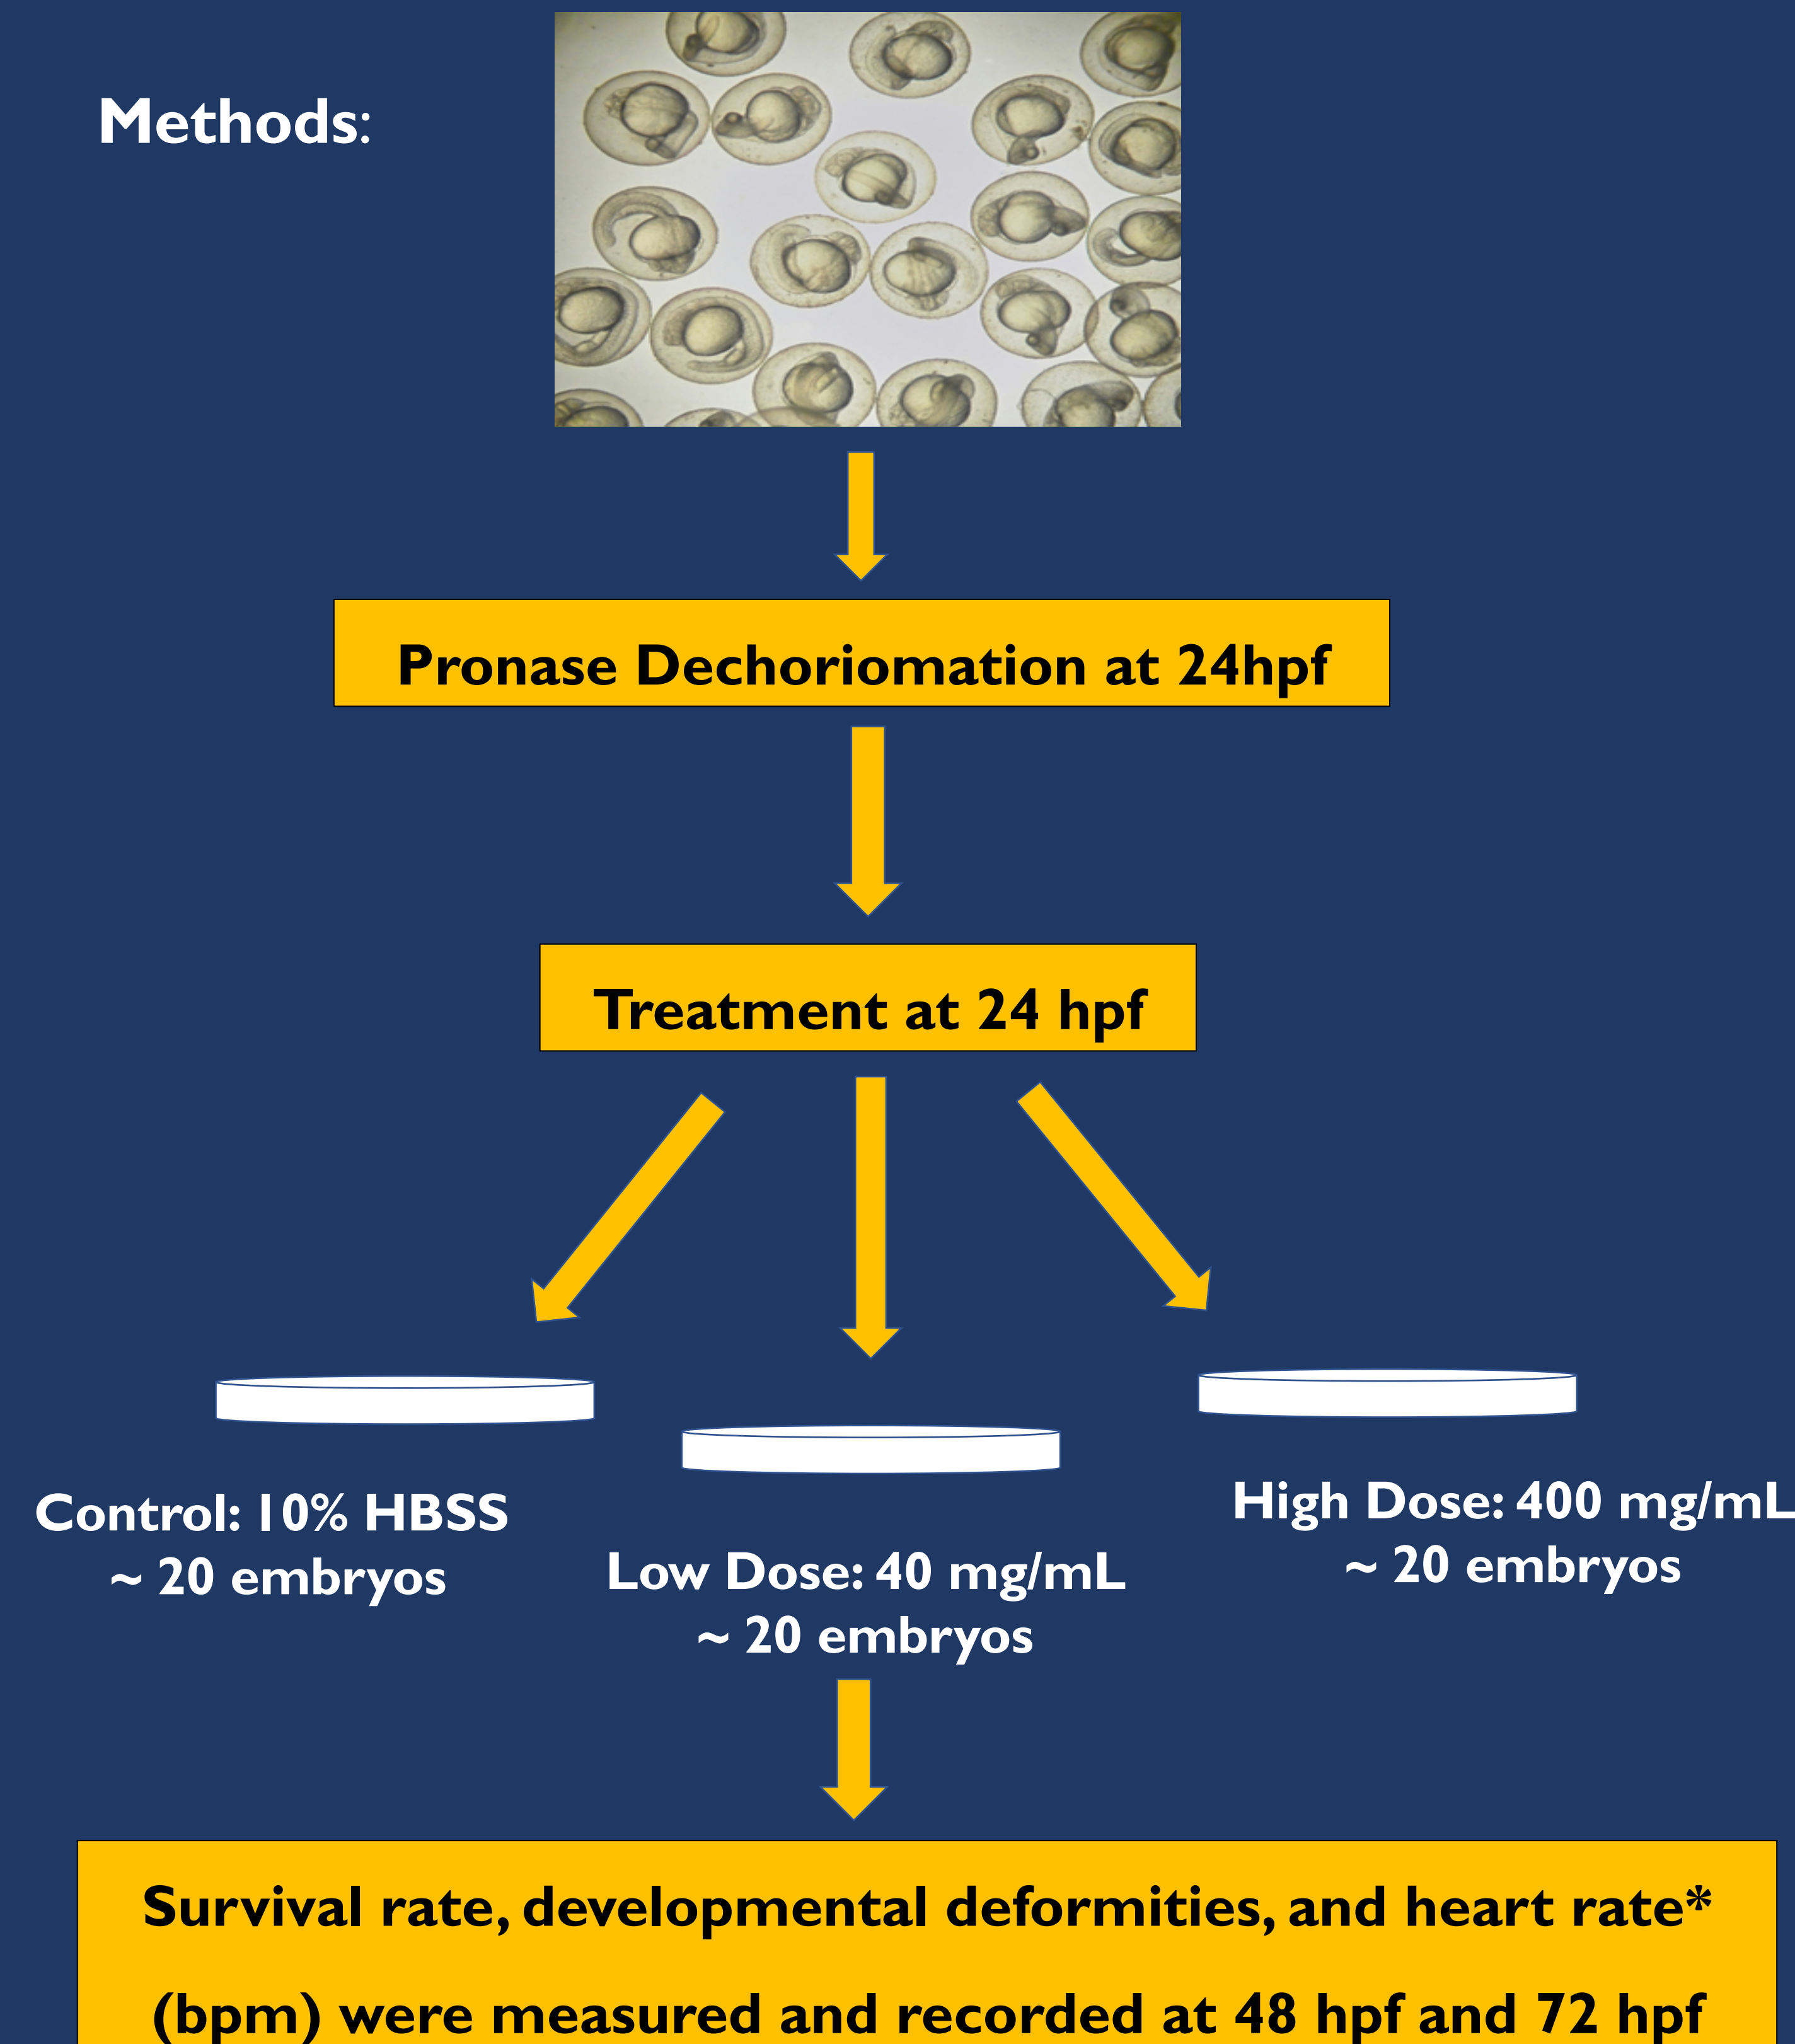 Methods:
Pronase Dechoriomation at 24hpf
Treatment at 24 hpf
Control: 10% HBSS
~ 20 embryos
Low Dose: 40 mg/mL
~ 20 embryos
High Dose: 400 mg/mL
~ 20 embryos
Survival rate, developmental deformities, and heart rate*
(bpm) were measured and recorded at 48 hpf and 72 hpf